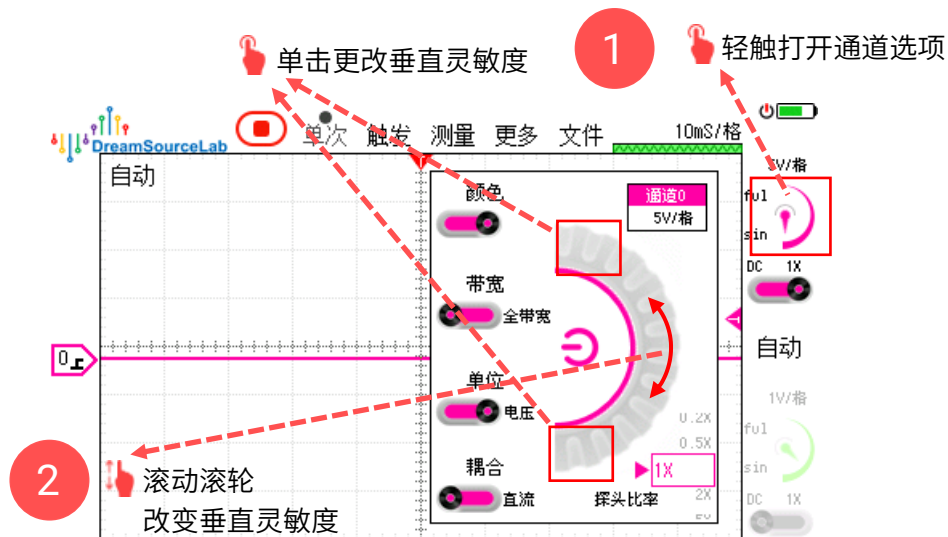 1
轻触打开通道选项
单击更改垂直灵敏度
DreamSourceLab
单次 触发 测量 更多 文件
10mS/格
自动
5V/格
ful
sin
DC 1X
自动
1V/格
ful
sin
DC 1X
颜色
通道0
5V/格
带宽
全带宽
0
单位
电压
0.2X
0.5X
1X
2X
耦合
直流
探头比率
2
滚动滚轮
改变垂直灵敏度